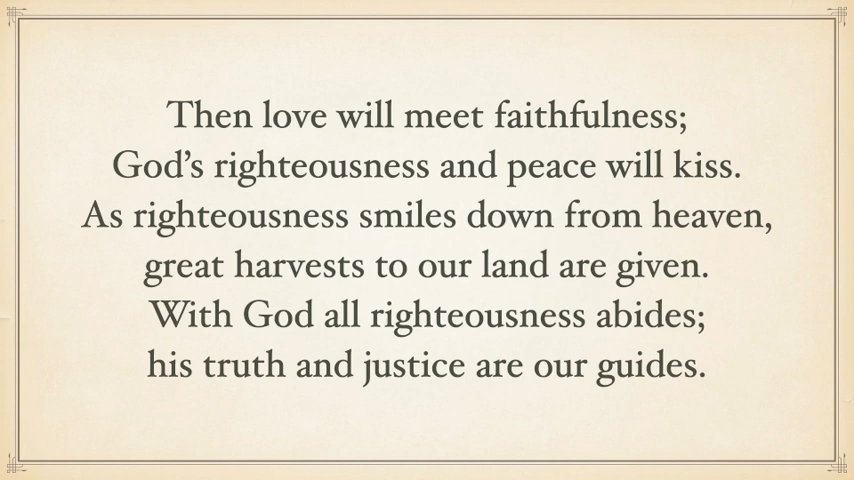 Then love will meet faithfulness;
God’s righteousness and peace will kiss.
As righteousness smiles down from heaven,
great harvests to our land are given.
With God all righteousness abides;
his truth and justice are our guides.